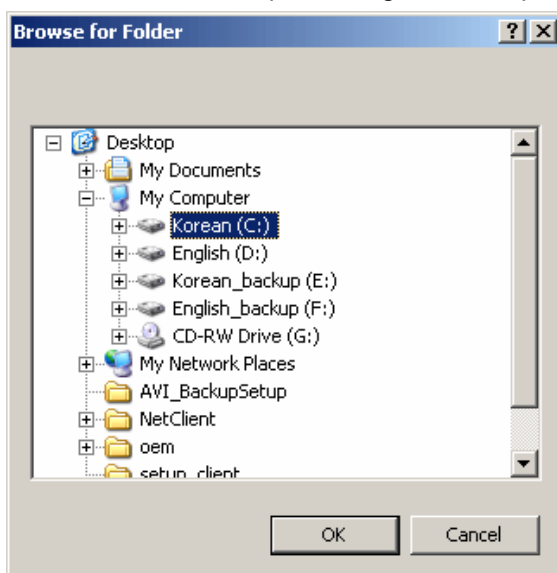 Browse for Folder
Desktop
My Documents
My Computer
Korean (C:)
English (D:)
Korean_backup (E:)
English_backup (F:)
CD-RW Drive (G:)
My Network Places
AVI_BackupSetup
NetClient
oem
setup_client
OK Cancel